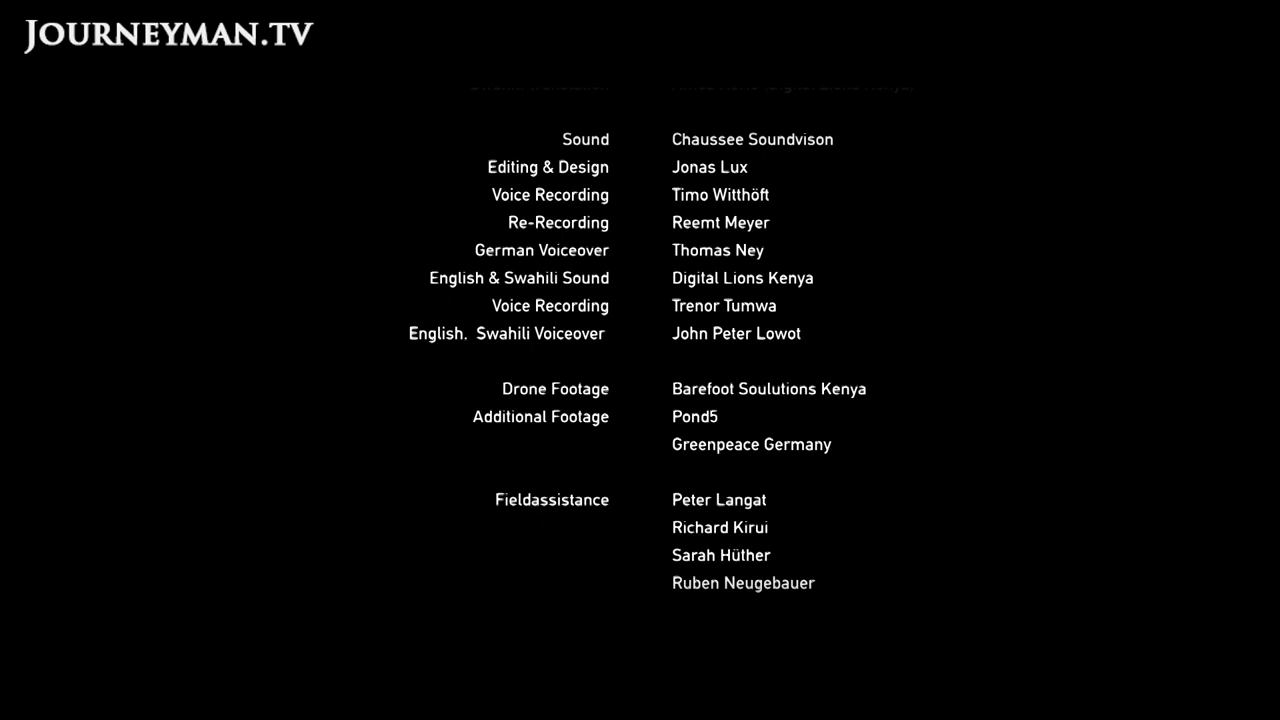 JOURNEYMAN.TV
Sound Chaussee Soundvison
Editing & Design Jonas Lux
Voice Recording Timo Witthöft
Re-Recording Reemt Meyer
German Voiceover Thomas Ney
English & Swahili Sound Digital Lions Kenya
Voice Recording Trenor Tumwa
English. Swahili Voiceover John Peter Lowot
Drone Footage Barefoot Soulutions Kenya
Additional Footage Pond5
Greenpeace Germany
Fieldassistance Peter Langat
Richard Kirui
Sarah Hüther
Ruben Neugebauer